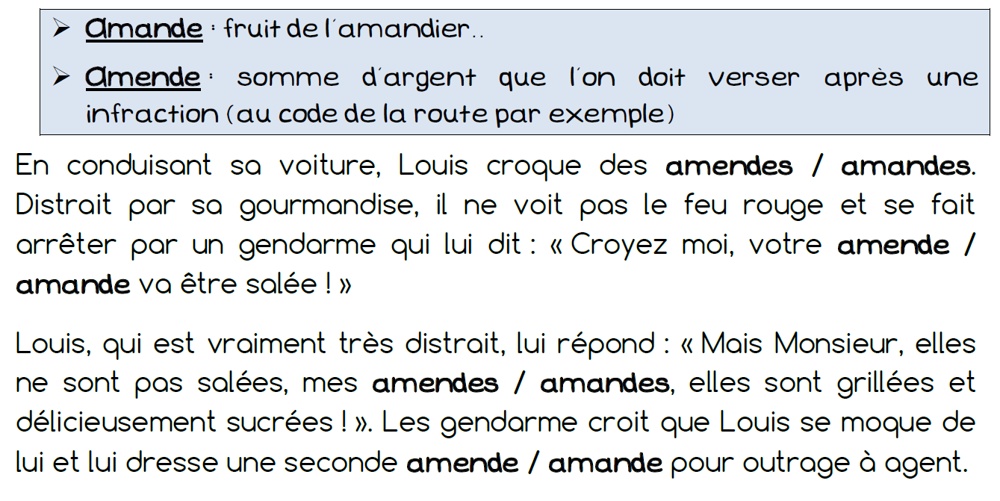 ➢ Amande : fruit de l'amandier..
➢ Amende : somme d'argent que l'on doit verser après une
infraction (au code de la route par exemple)
En conduisant sa voiture, Louis croque des amendes / amandes.
Distrait par sa gourmandise, il ne voit pas le feu rouge et se fait
arrêter par un gendarme qui lui dit : « Croyez moi, votre amende /
amande va être salée ! »
Louis, qui est vraiment très distrait, lui répond : « Mais Monsieur, elles
ne sont pas salées, mes amendes / amandes, elles sont grillées et
délicieusement sucrées ! ». Les gendarme croit que Louis se moque de
lui et lui dresse une seconde amende / amande pour outrage à agent.